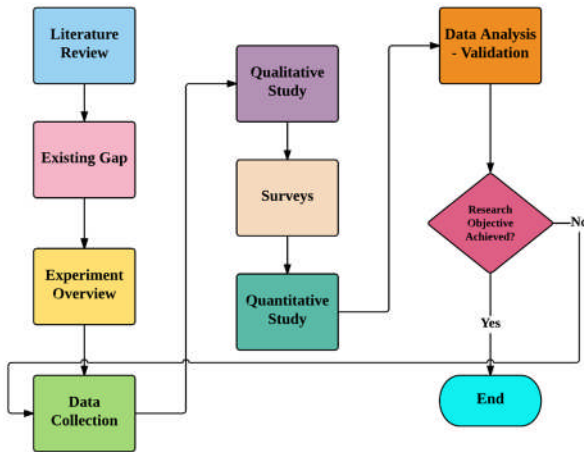 Literature
Review
Existing Gap
Experiment
Overview
Data
Collection
Qualitative
Study
Surveys
Quantitative
Study
Data Analysis
- Validation
Research
Objective
Achieved?
No
Yes
End